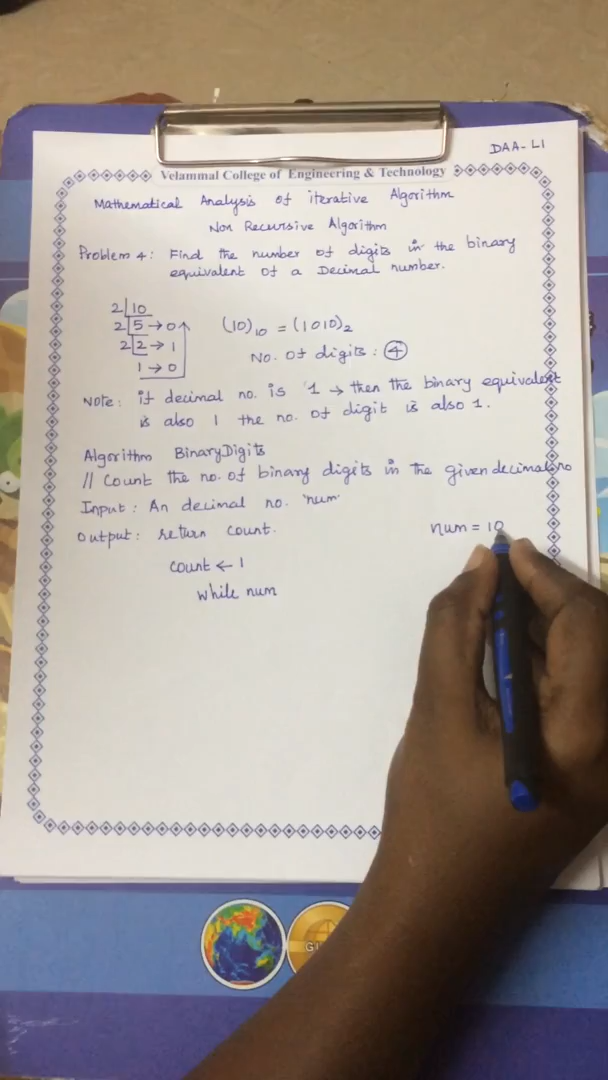 DAA-L1
Velammal College of Engineering & Technology
Mathematical Analysis of iterative Algorithm
Non Recursive Algorithm
Problem 4: Find the number of digits in the binary
equivalent of a Decimal number.
2 10
2 5 → 0
2 2 → 1
1 → 0
(10)10 = (1010)2
No. of digits: 4
Note: if decimal no. is '1 → then the binary equivalent
is also 1 the no. of digit is also 1.
Algorithm BinaryDigits
// Count the no. of binary digits in the given decimal no
Input: An decimal no. 'num'
Output: return count.
num = 10
count ← 1
while num